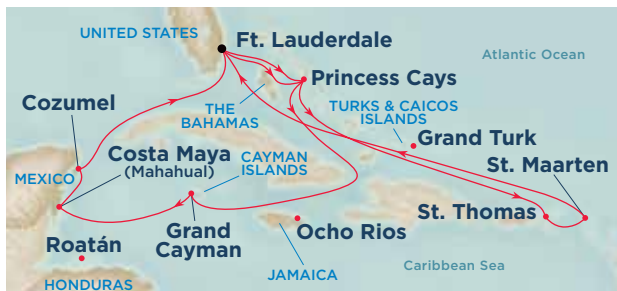 UNITED STATES
Ft. Lauderdale
Atlantic Ocean
Princess Cays
Cozumel
THE
BAHAMAS
TURKS & CAICOS
ISLANDS
Grand Turk
Costa Maya
(Mahahual)
CAYMAN
ISLANDS
St. Maarten
MEXICO
St. Thomas
Grand
Cayman
Ocho Rios
Roatán
JAMAICA
Caribbean Sea
HONDURAS